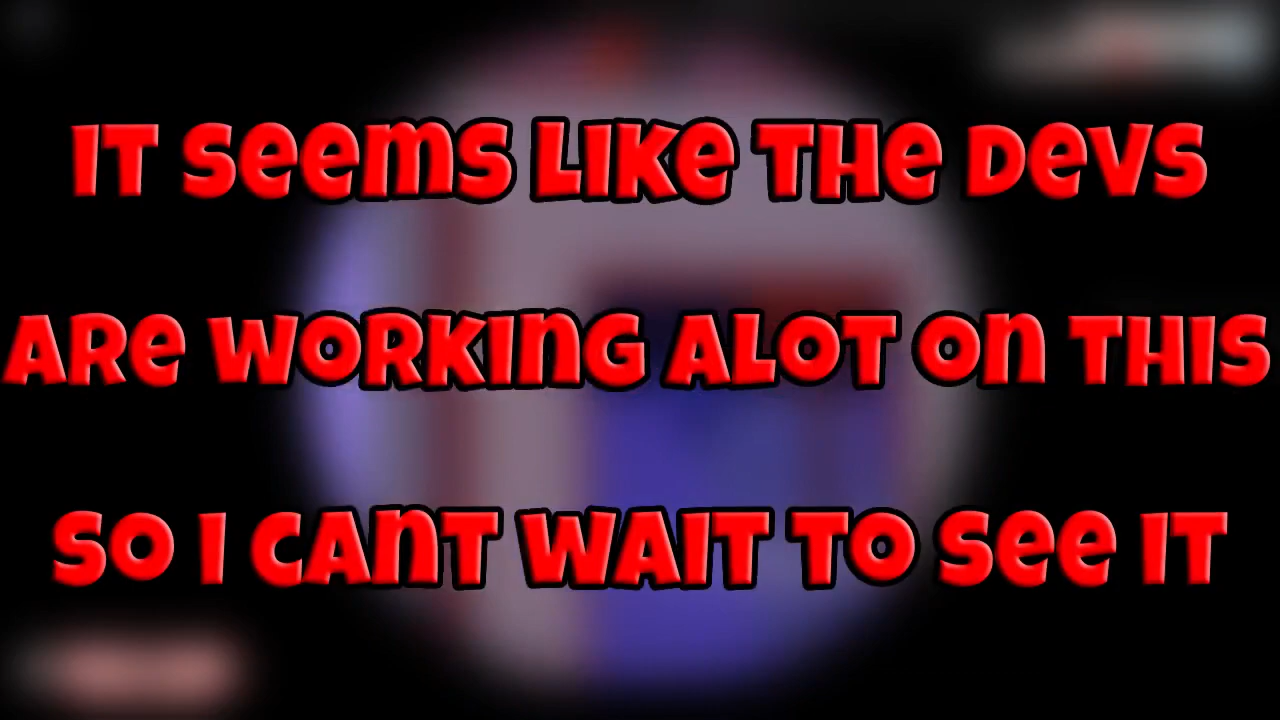 IT SEEMS LIKE THE DEVS
ARE WORKING ALOT ON THIS
SO I CANT WAIT TO SEE IT